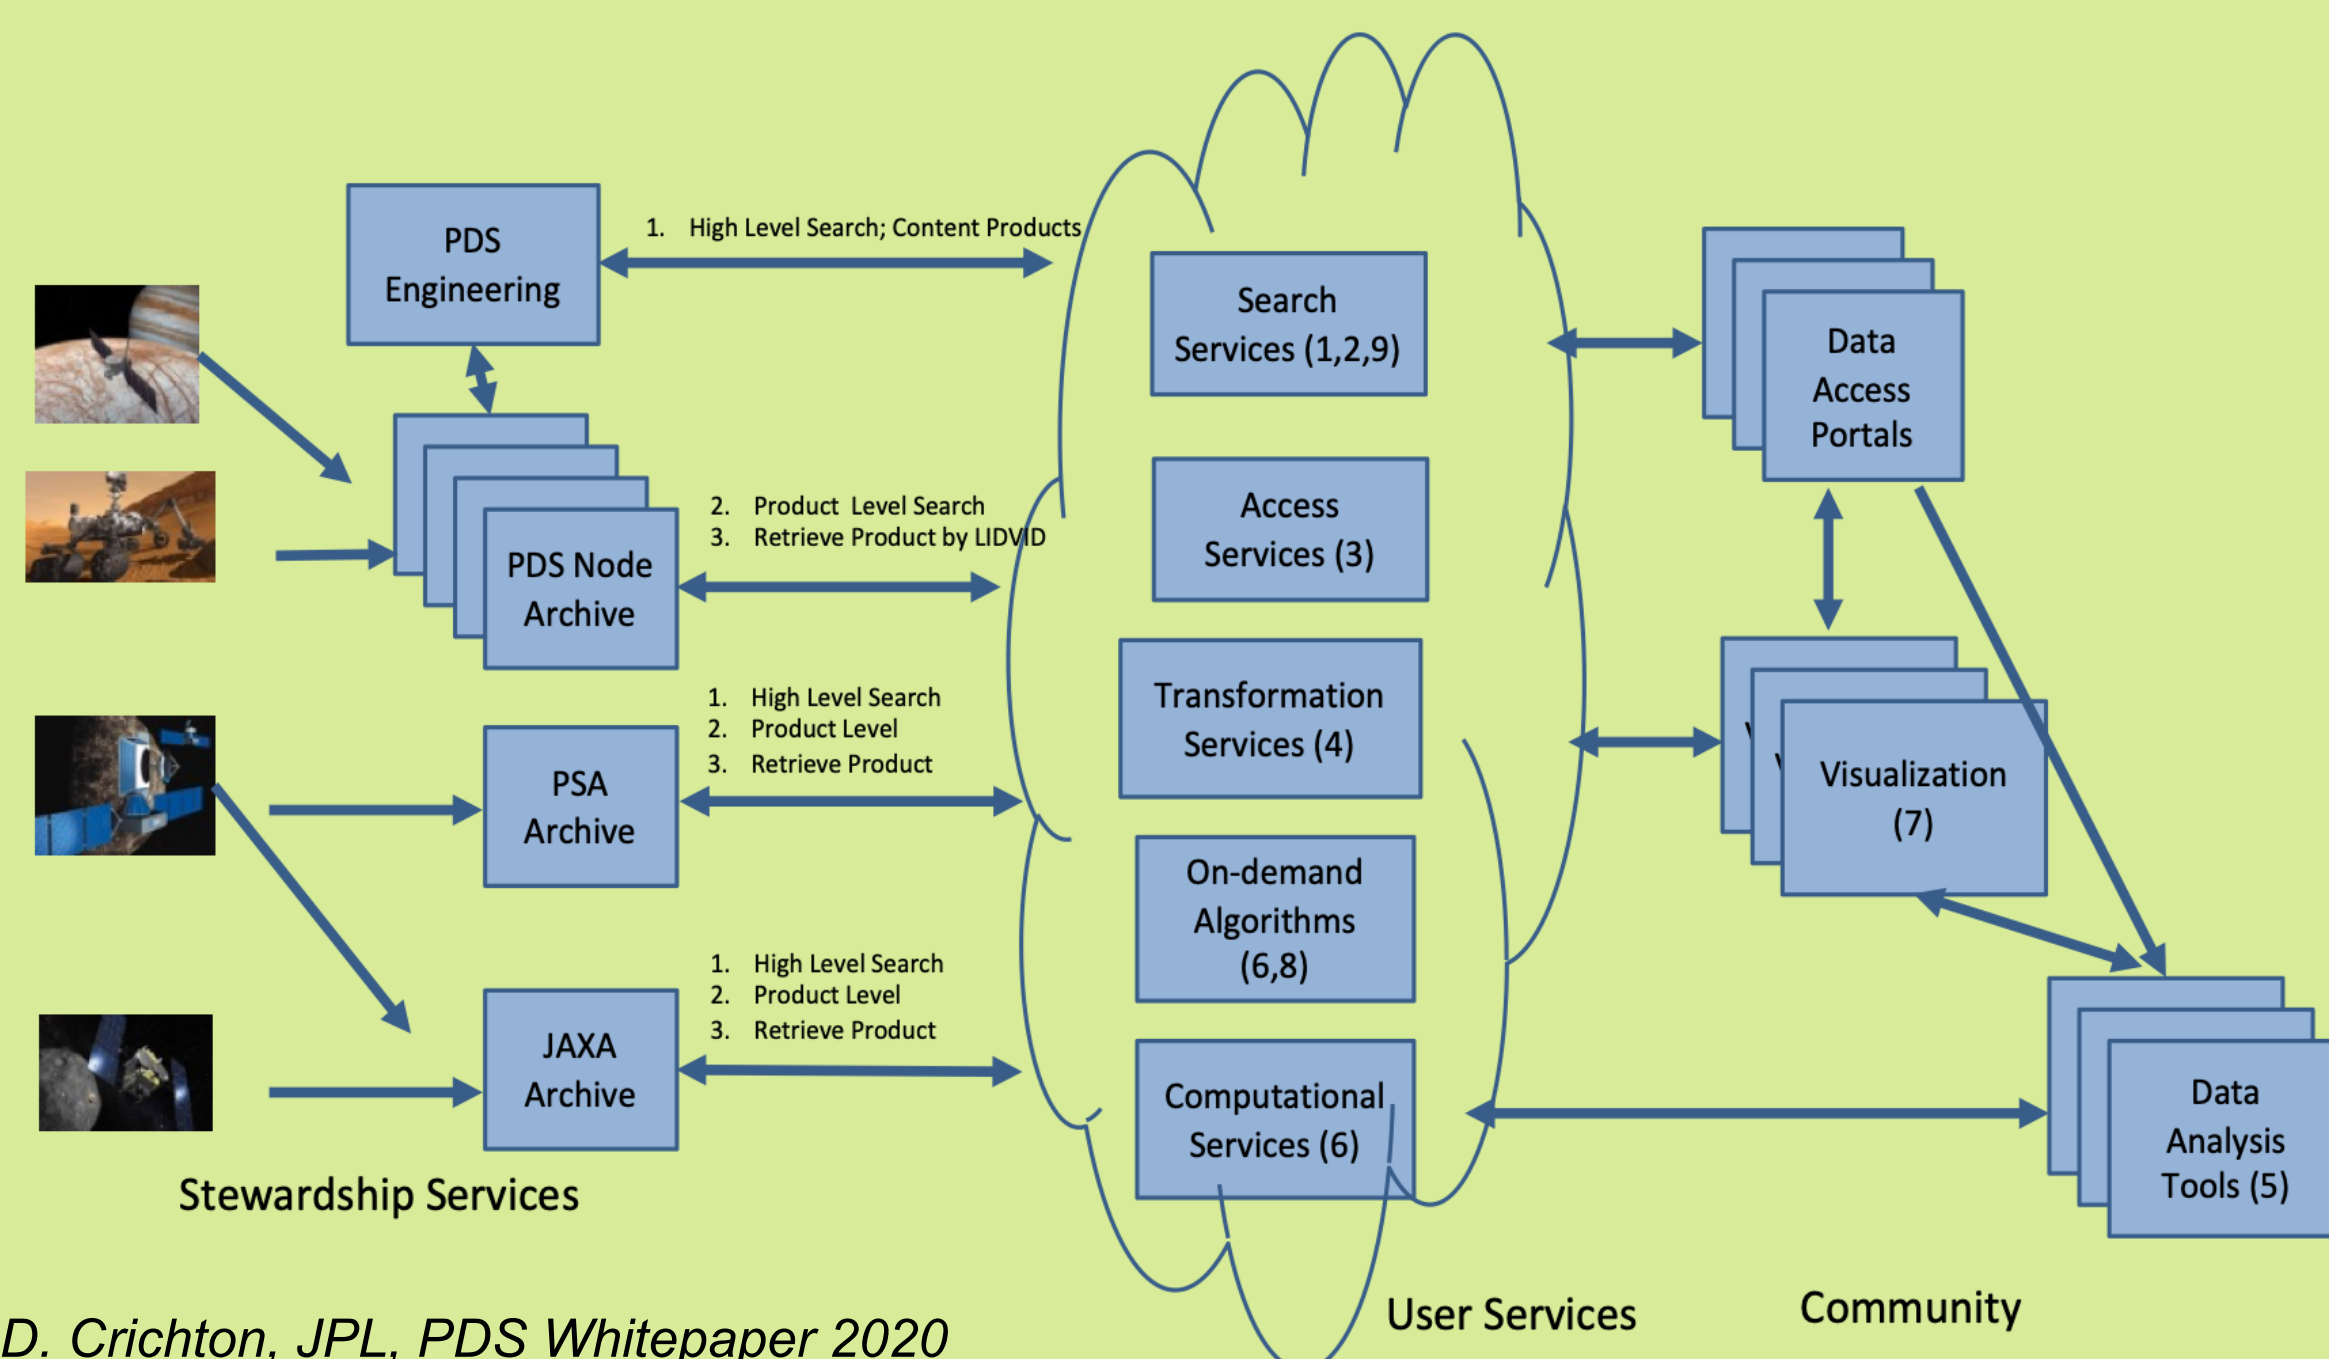 PDS
Engineering
1. High Level Search; Content Products
PDS Node
Archive
2. Product Level Search
3. Retrieve Product by LIDVID
PSA
Archive
1. High Level Search
2. Product Level
3. Retrieve Product
JAXA
Archive
1. High Level Search
2. Product Level
3. Retrieve Product
Stewardship Services
Search
Services (1,2,9)
Access
Services (3)
Transformation
Services (4)
On-demand
Algorithms
(6,8)
Computational
Services (6)
User Services
Data
Access
Portals
Visualization
(7)
Data
Analysis
Tools (5)
Community
D. Crichton, JPL, PDS Whitepaper 2020